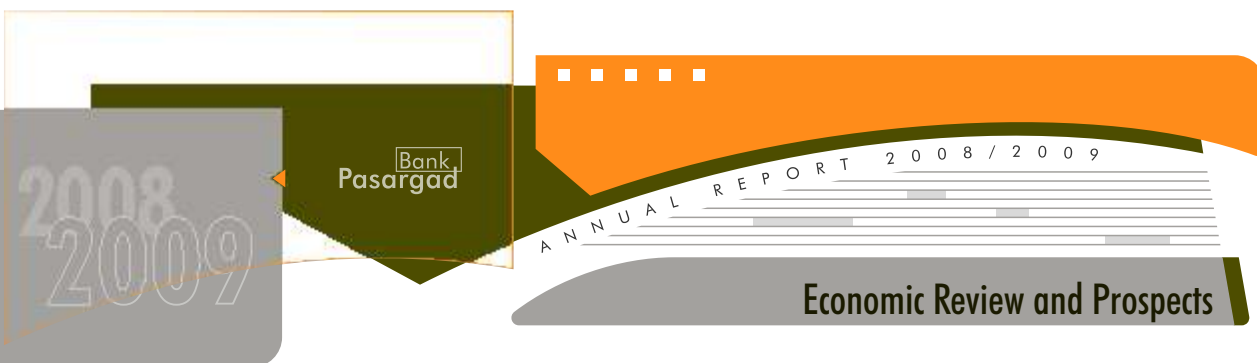 2008
2009
Bank
Pasargad
ANNUAL REPORT 2008/2009
Economic Review and Prospects